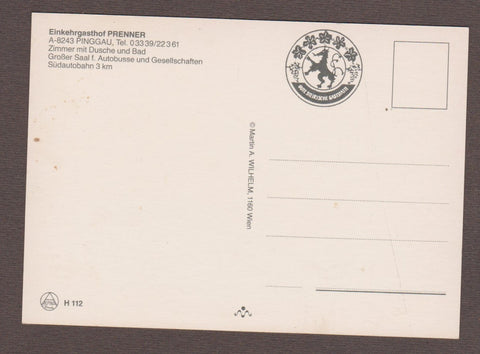 Einkehrgasthof PRENNER
A-8243 PINGGAU, Tel. 03339/22361
Zimmer mit Dusche und Bad
Großer Saal f. Autobusse und Gesellschaften
Südautobahn 3 km
© Martin A. WILHELM, 1160 Wien
H 112